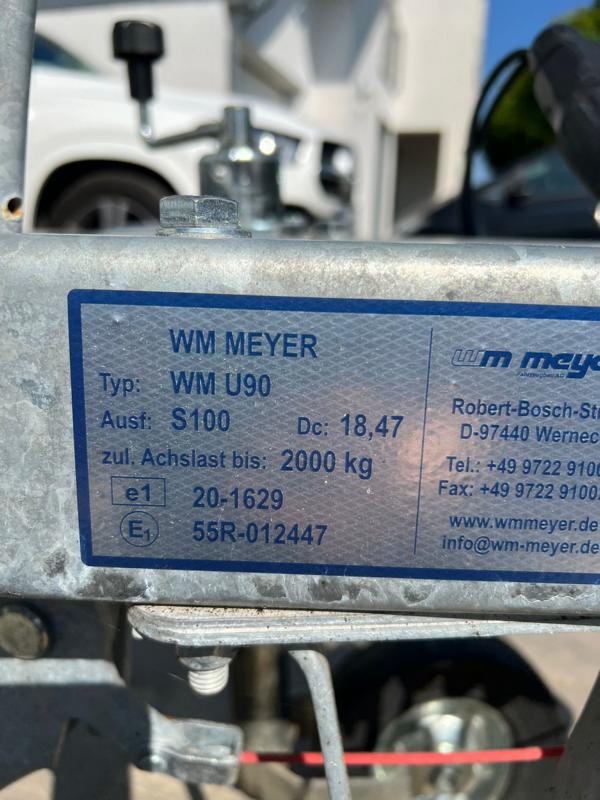 WM MEYER
Typ: WM U90
Ausf: S100 Dc: 18,47
zul. Achslast bis: 2000 kg
e1 20-1629
E1 55R-012447
wm meye
Robert-Bosch-St
D-97440 Wernec
Tel.: +49 9722 9100
Fax: +49 9722 9100
www.wmmeyer.de
info@wm-meyer.de